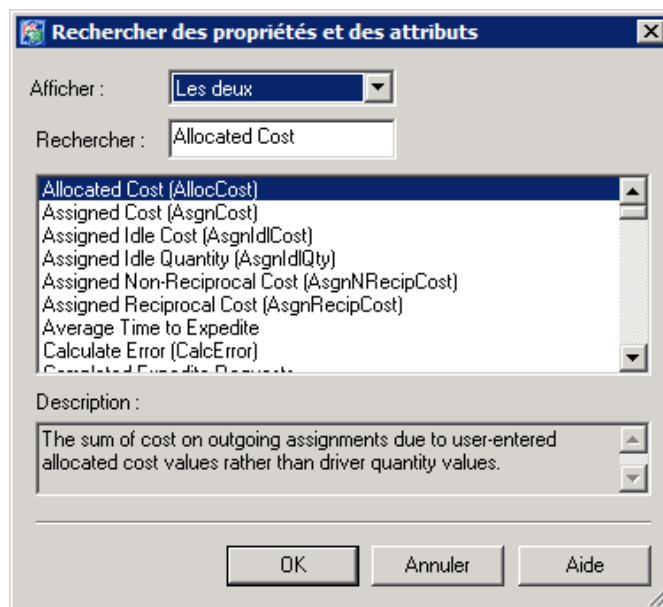 Rechercher des propriétés et des attributs
Afficher :
Les deux
Rechercher :
Allocated Cost
Allocated Cost (AllocCost)
Assigned Cost (AsgnCost)
Assigned Idle Cost (AsgnIdlCost)
Assigned Idle Quantity (AsgnIdlQty)
Assigned Non-Reciprocal Cost (AsgnNRecipCost)
Assigned Reciprocal Cost (AsgnRecipCost)
Average Time to Expedite
Calculate Error (CalcError)
Completed Expedite Requests
Description :
The sum of cost on outgoing assignments due to user-entered
allocated cost values rather than driver quantity values.
OK
Annuler
Aide